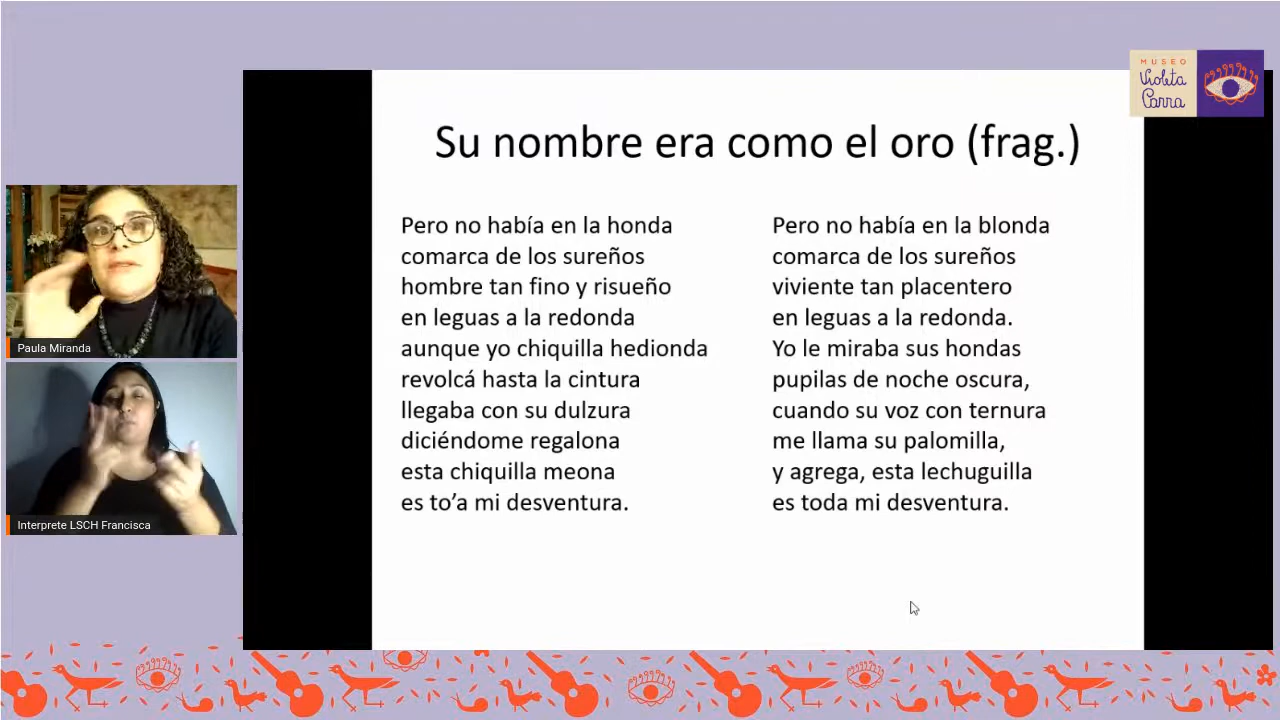 MUSEO
Violeta
Parra
Su nombre era como el oro (frag.)
Pero no había en la honda
comarca de los sureños
hombre tan fino y risueño
en leguas a la redonda
aunque yo chiquilla hedionda
revolcá hasta la cintura
llegaba con su dulzura
diciéndome regalona
esta chiquilla meona
es to’a mi desventura.
Pero no había en la blonda
comarca de los sureños
viviente tan placentero
en leguas a la redonda.
Yo le miraba sus hondas
pupilas de noche oscura,
cuando su voz con ternura
me llama su palomilla,
y agrega, esta lechuguilla
es toda mi desventura.
Paula Miranda
Interprete LSCH Francisca